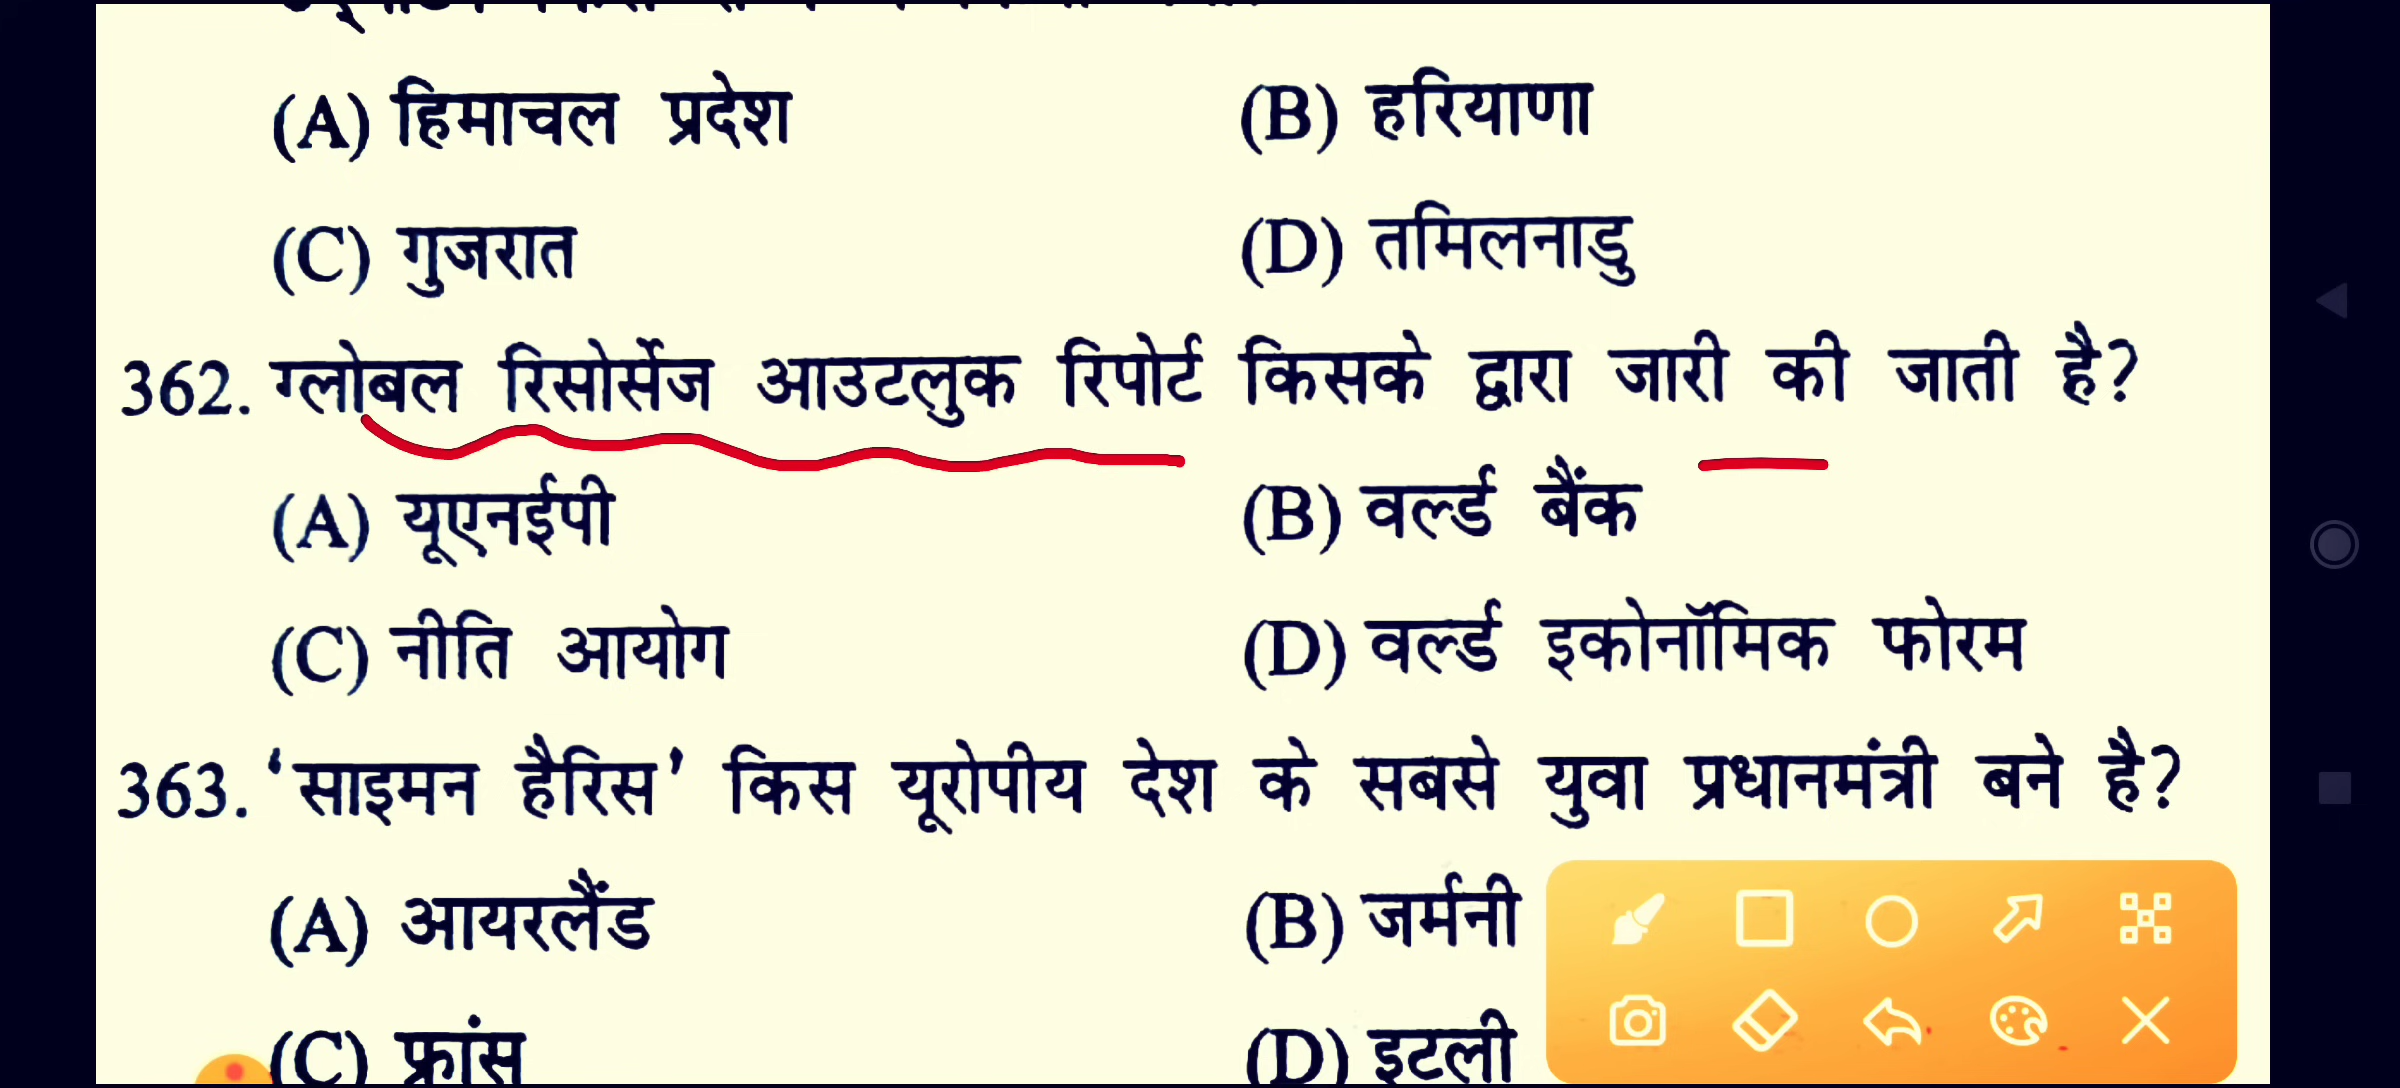 (A) हिमाचल प्रदेश (B) हरियाणा
(C) गुजरात (D) तमिलनाडु
362. ग्लोबल रिसोर्सेज आउटलुक रिपोर्ट किसके द्वारा जारी की जाती है?
(A) यूएनईपी (B) वर्ल्ड बैंक
(C) नीति आयोग (D) वर्ल्ड इकोनॉमिक फोरम
363. ‘साइमन हैरिस’ किस यूरोपीय देश के सबसे युवा प्रधानमंत्री बने है?
(A) आयरलैंड (B) जर्मनी
(C) फ्रांस (D) इटली